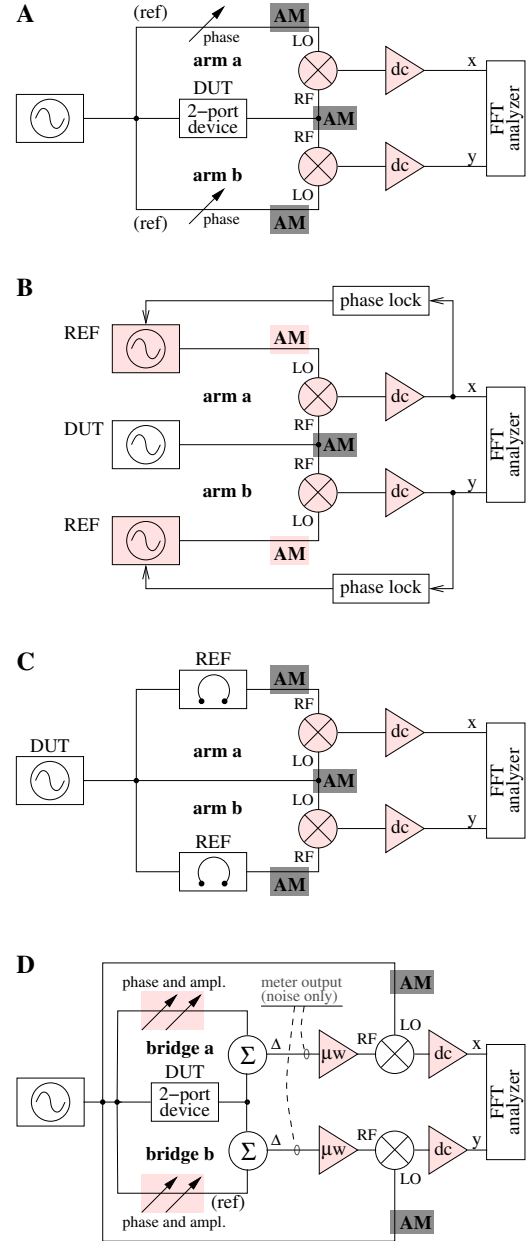 A
(ref)
phase
AM
LO
arm a
DUT
2−port
device
RF
AM
RF
arm b
LO
(ref)
phase
AM
dc
x
dc
y
FFT
analyzer
B
phase lock
REF
AM
LO
arm a
dc
x
DUT
RF
AM
RF
arm b
LO
dc
y
FFT
analyzer
REF
AM
phase lock
C
REF
AM
RF
DUT
arm a
LO
AM
LO
arm b
REF
RF
AM
dc
x
dc
y
FFT
analyzer
D
phase and ampl.
meter output
(noise only)
AM
LO
bridge a
Σ
Δ
μw
RF
dc
x
DUT
2−port
device
bridge b
Σ
Δ
μw
RF
LO
dc
y
FFT
analyzer
(ref)
phase and ampl.
AM